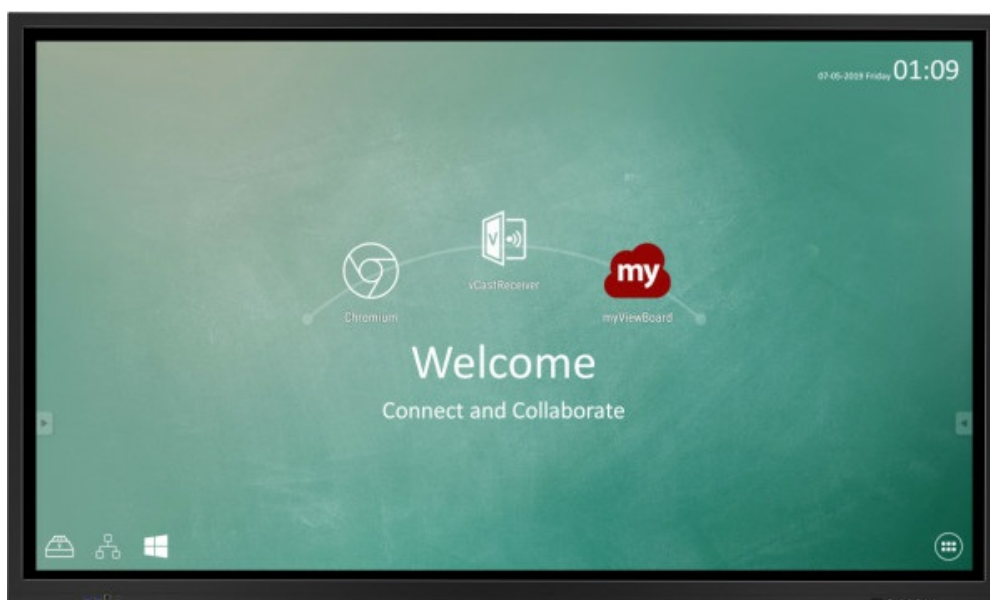 07-05-2019 Friday 01:09
V
vCastReceiver
my
Chromium
myViewBoard
Welcome
Connect and Collaborate